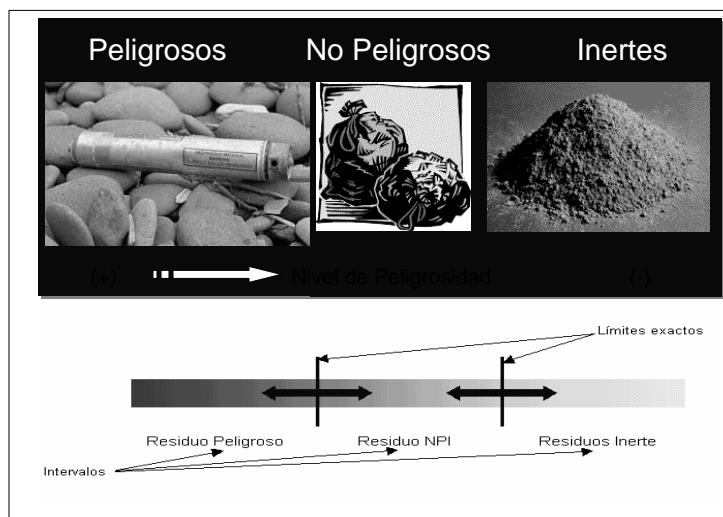 Peligrosos No Peligrosos Inertes
(+) Nivel de Peligrosidad (-)
Límites exactos
Residuo Peligroso Residuo NPI Residuos Inerte
Intervalos